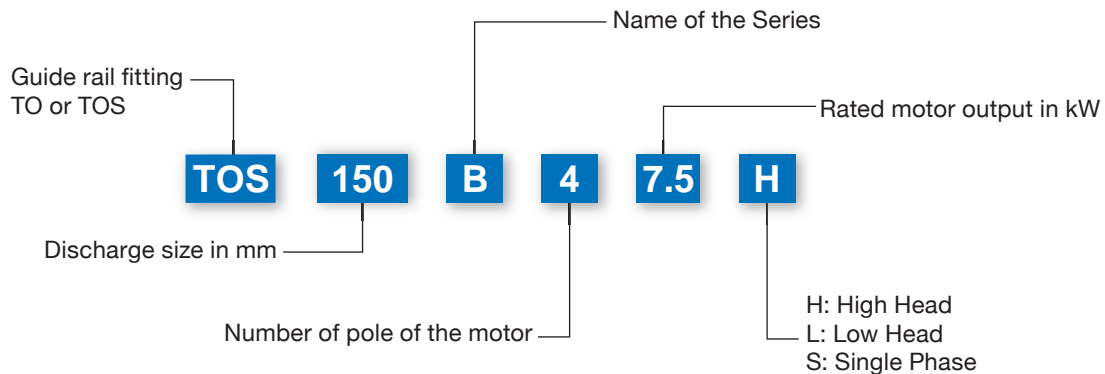 Name of the Series
Guide rail fitting
TO or TOS
Rated motor output in kW
TOS 150 B 4 7.5 H
Discharge size in mm
Number of pole of the motor
H: High Head
L: Low Head
S: Single Phase